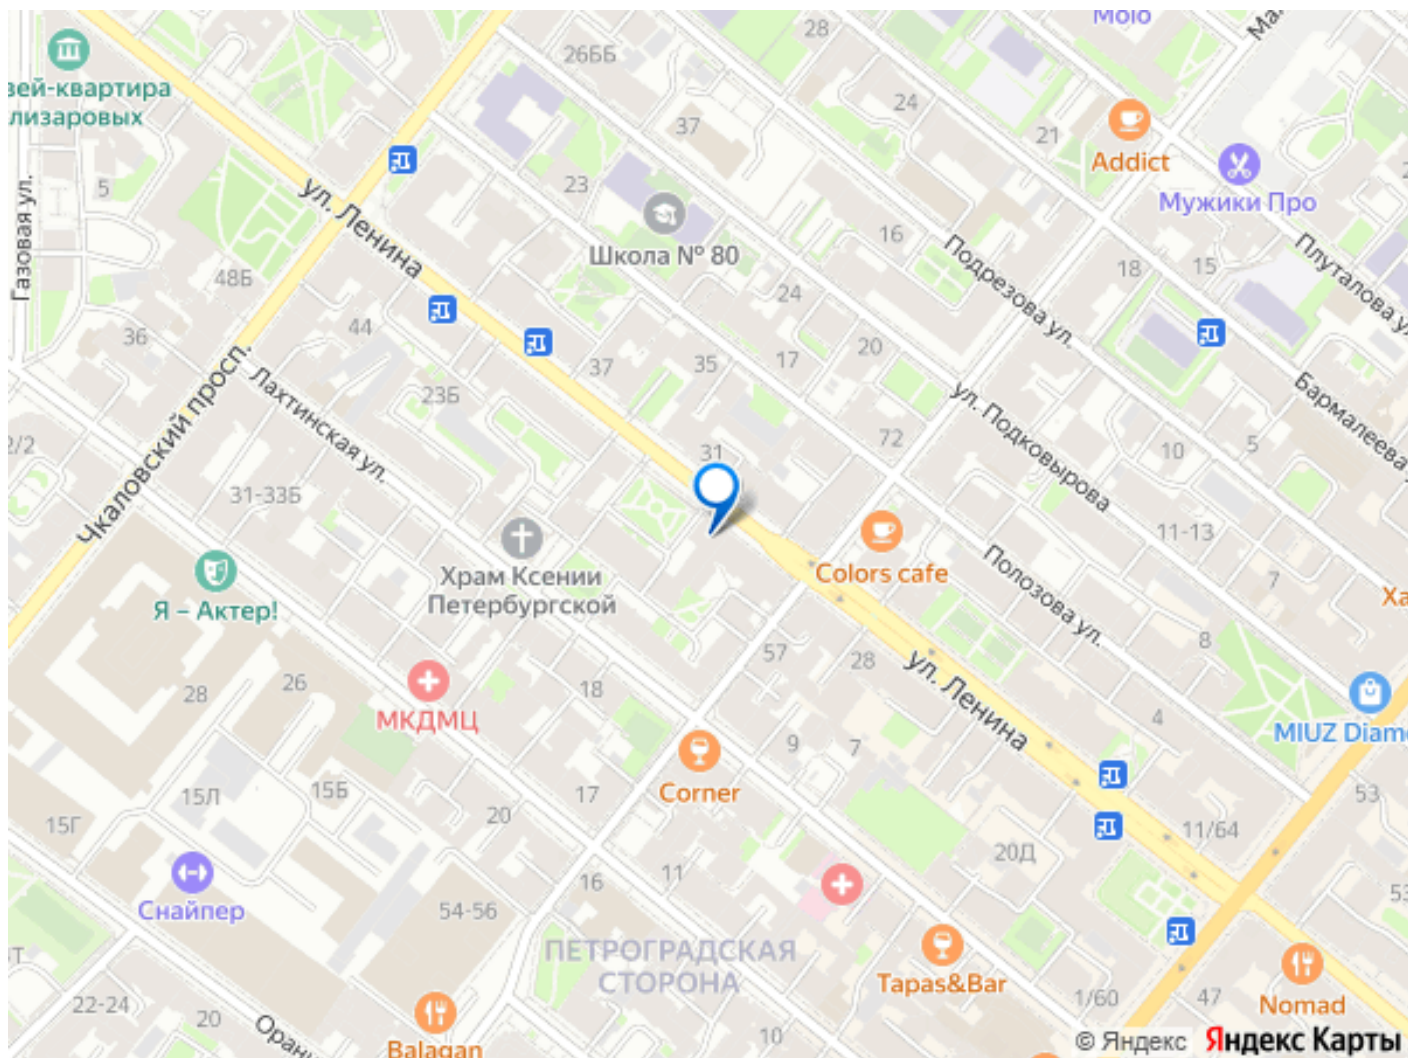 28
Моlо
Ма
26ББ
зей-квартира
лизаровых
24
37
21
Addict
5
23
Мужики Про
ул. Ленина
Газовая ул.
Школа № 80
16
Подрезова ул.
Плуталова ул
48Б
24
18
15
44
36
37
35
17
20
Лахтинская ул.
23Б
Чкаловский просп.
ул. Подковырова
Бармалеева у
2/2
31
72
10
5
31-33Б
11-13
Храм Ксении
Петербургской
Colors cafe
Полозова ул.
7
Ха
Я – Актер!
57
28
8
ул. Ленина
28
26
18
МКДМЦ
4
MIUZ Diam
9
7
Corner
15Л
15Б
17
20
53
15Г
11/64
20Д
11
16
Снайпер
54-56
53
ПЕТРОГРАДСКАЯ
СТОРОНА
Tapas&Bar
Т
22-24
20
Оран
1/60
47
Nomad
10
Balagan
© Яндекс
Яндекс Карты